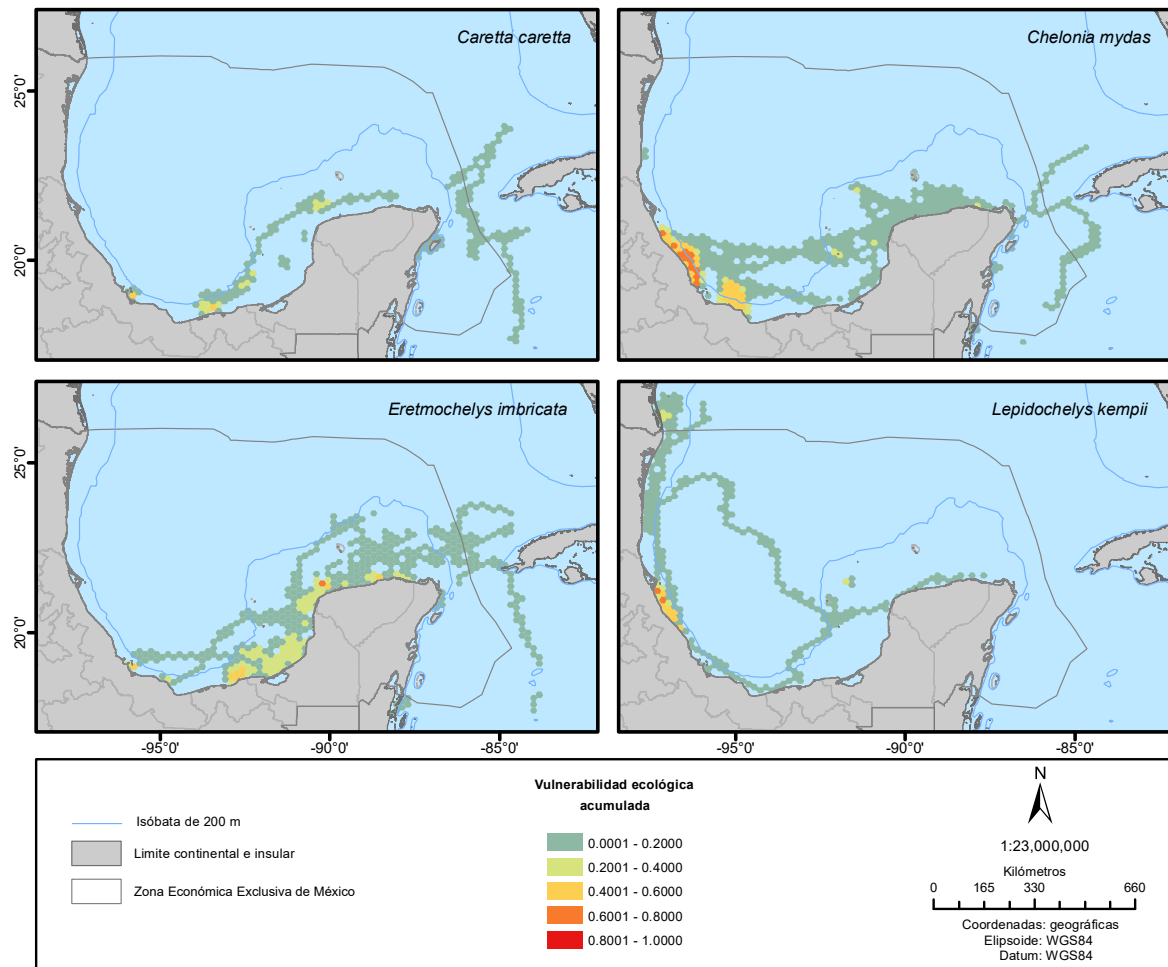 Caretta caretta
Chelonia mydas
25°0'
20°0'
Eretmochelys imbricata
Lepidochelys kempii
25°0'
20°0'
-95°0'
-90°0'
-85°0'
-95°0'
-90°0'
-85°0'
Isóbata de 200 m
Limite continental e insular
Zona Económica Exclusiva de México
Vulnerabilidad ecológica
acumulada
0.0001 - 0.2000
0.2001 - 0.4000
0.4001 - 0.6000
0.6001 - 0.8000
0.8001 - 1.0000
N
1:23,000,000
Kilómetros
0 165 330 660
Coordenadas: geográficas
Elipsoide: WGS84
Datum: WGS84